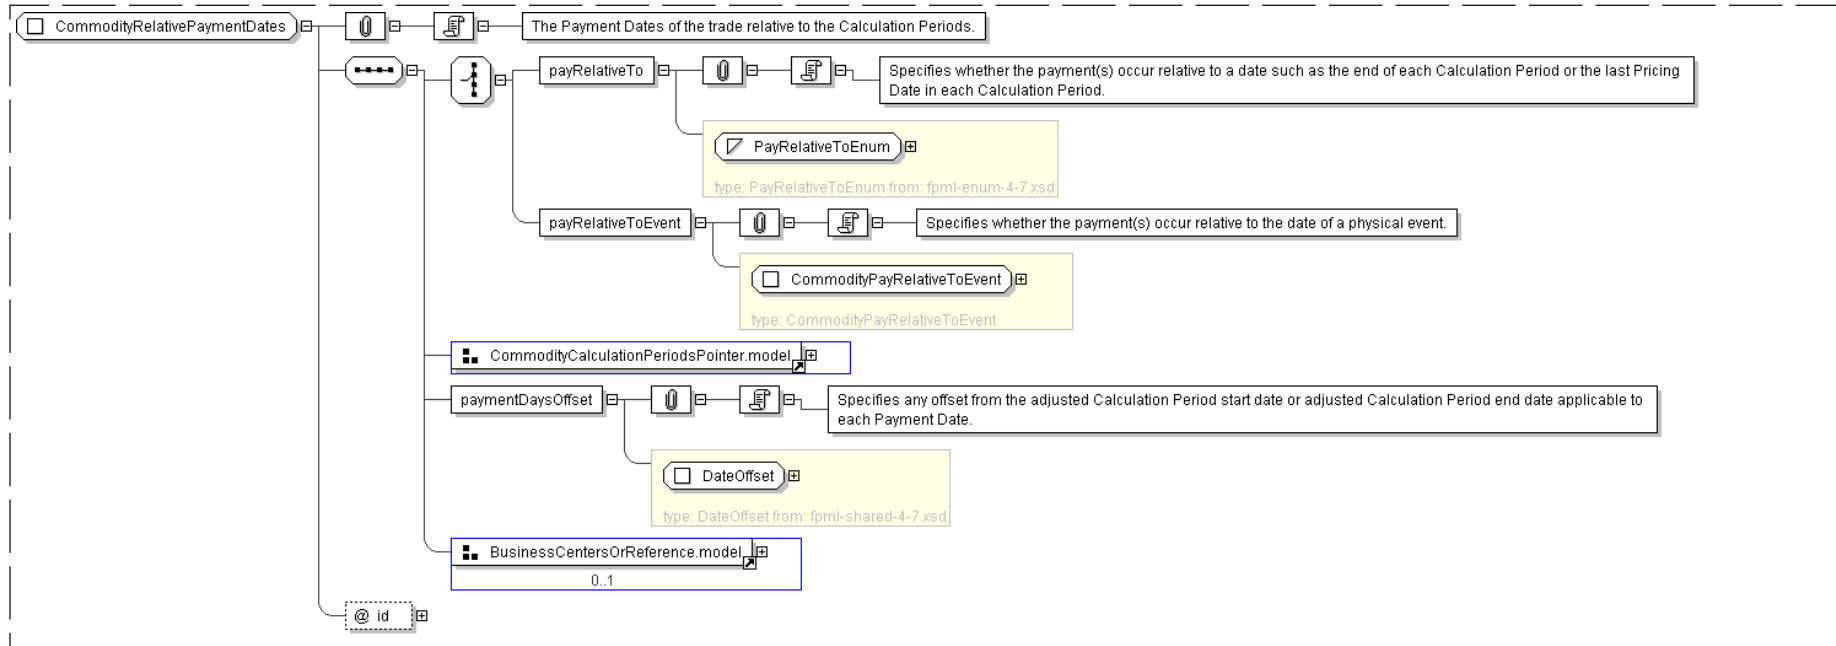 CommodityRelativePaymentDates
The Payment Dates of the trade relative to the Calculation Periods.
payRelativeTo
Specifies whether the payment(s) occur relative to a date such as the end of each Calculation Period or the last Pricing
Date in each Calculation Period.
PayRelativeToEnum
type: PayRelativeToEnum from: fpml-enum-4-7.xsd
payRelativeToEvent
Specifies whether the payment(s) occur relative to the date of a physical event.
CommodityPayRelativeToEvent
type: CommodityPayRelativeToEvent
CommodityCalculationPeriodsPointer.model
paymentDaysOffset
Specifies any offset from the adjusted Calculation Period start date or adjusted Calculation Period end date applicable to
each Payment Date.
DateOffset
type: DateOffset from: fpml-shared-4-7.xsd
BusinessCentersOrReference.model
0..1
@ id